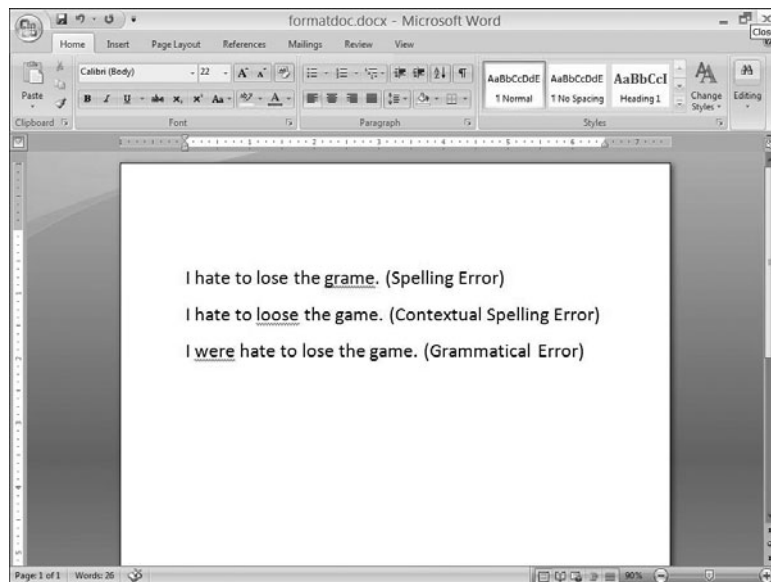 formatdoc.docx - Microsoft Word
Clos
Home Insert Page Layout References Mailings Review View
Calibri (Body) 22
AaBbCcDdE AaBbCcDdE AaBbCcI
Paste
¶ Normal ¶ No Spacing Heading 1
Change Styles
Editing
Clipboard Font Paragraph Styles
I hate to lose the grame. (Spelling Error)
I hate to loose the game. (Contextual Spelling Error)
I were hate to lose the game. (Grammatical Error)
Page: 1 of 1 Words: 26 90%